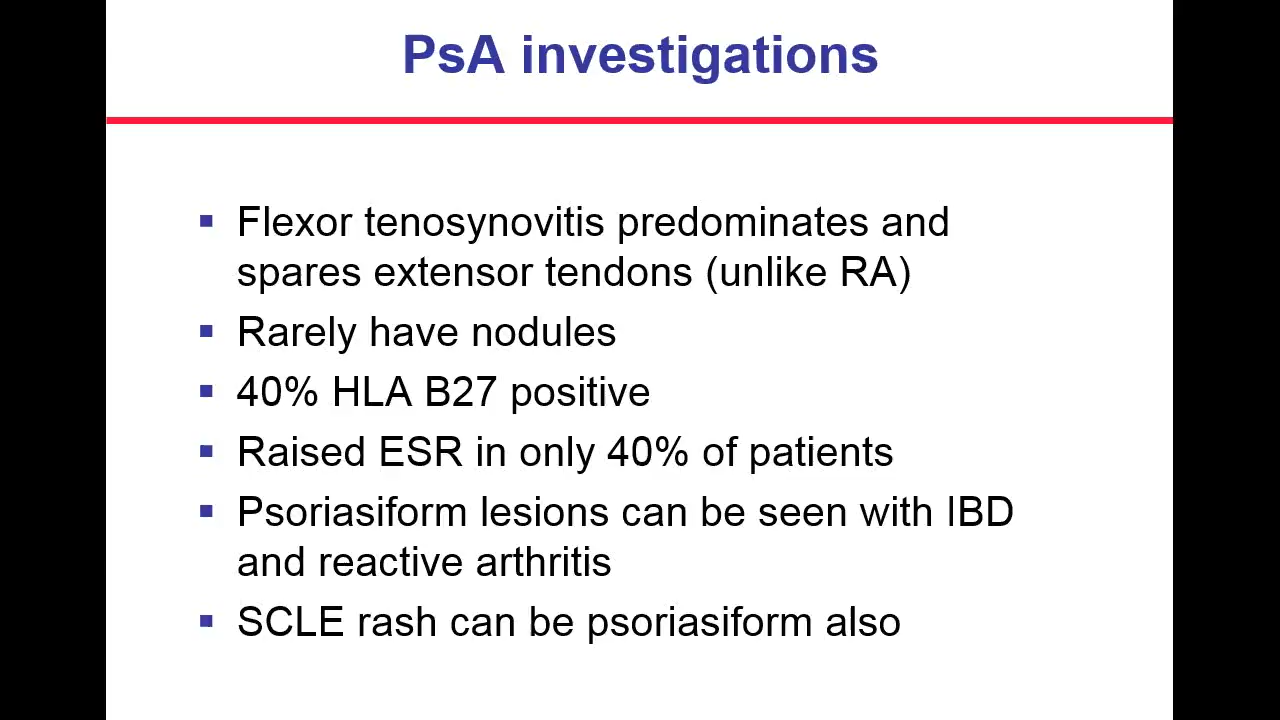 PsA investigations
Flexor tenosynovitis predominates and
spares extensor tendons (unlike RA)
Rarely have nodules
40% HLA B27 positive
Raised ESR in only 40% of patients
Psoriasiform lesions can be seen with IBD
and reactive arthritis
SCLE rash can be psoriasiform also